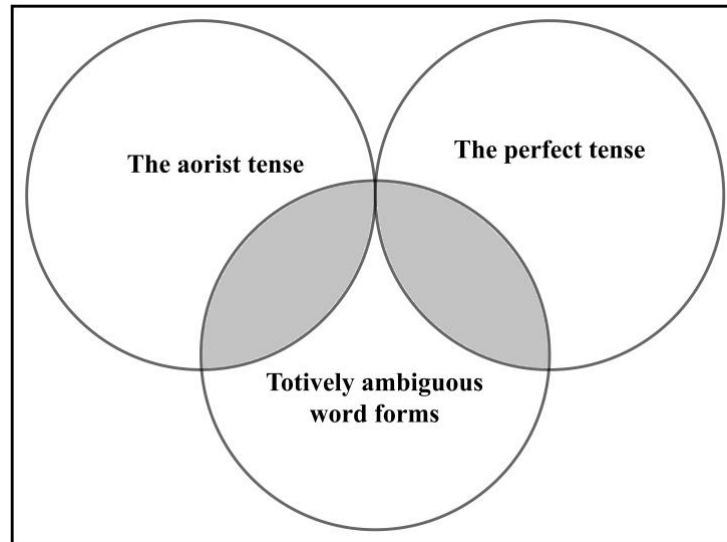 The aorist tense
The perfect tense
Totively ambiguous
word forms